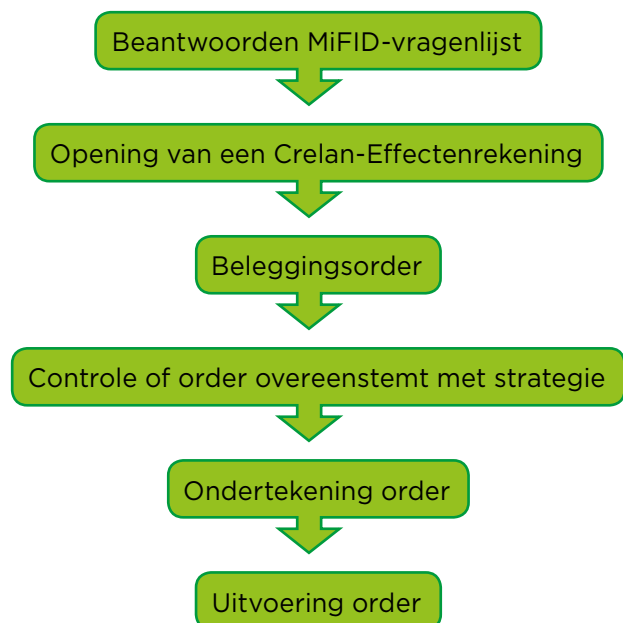 Beantwoorden MiFID-vragenlijst
Opening van een Crelan-Effectenrekening
Beleggingsorder
Controle of order overeenstemt met strategie
Ondertekening order
Uitvoering order